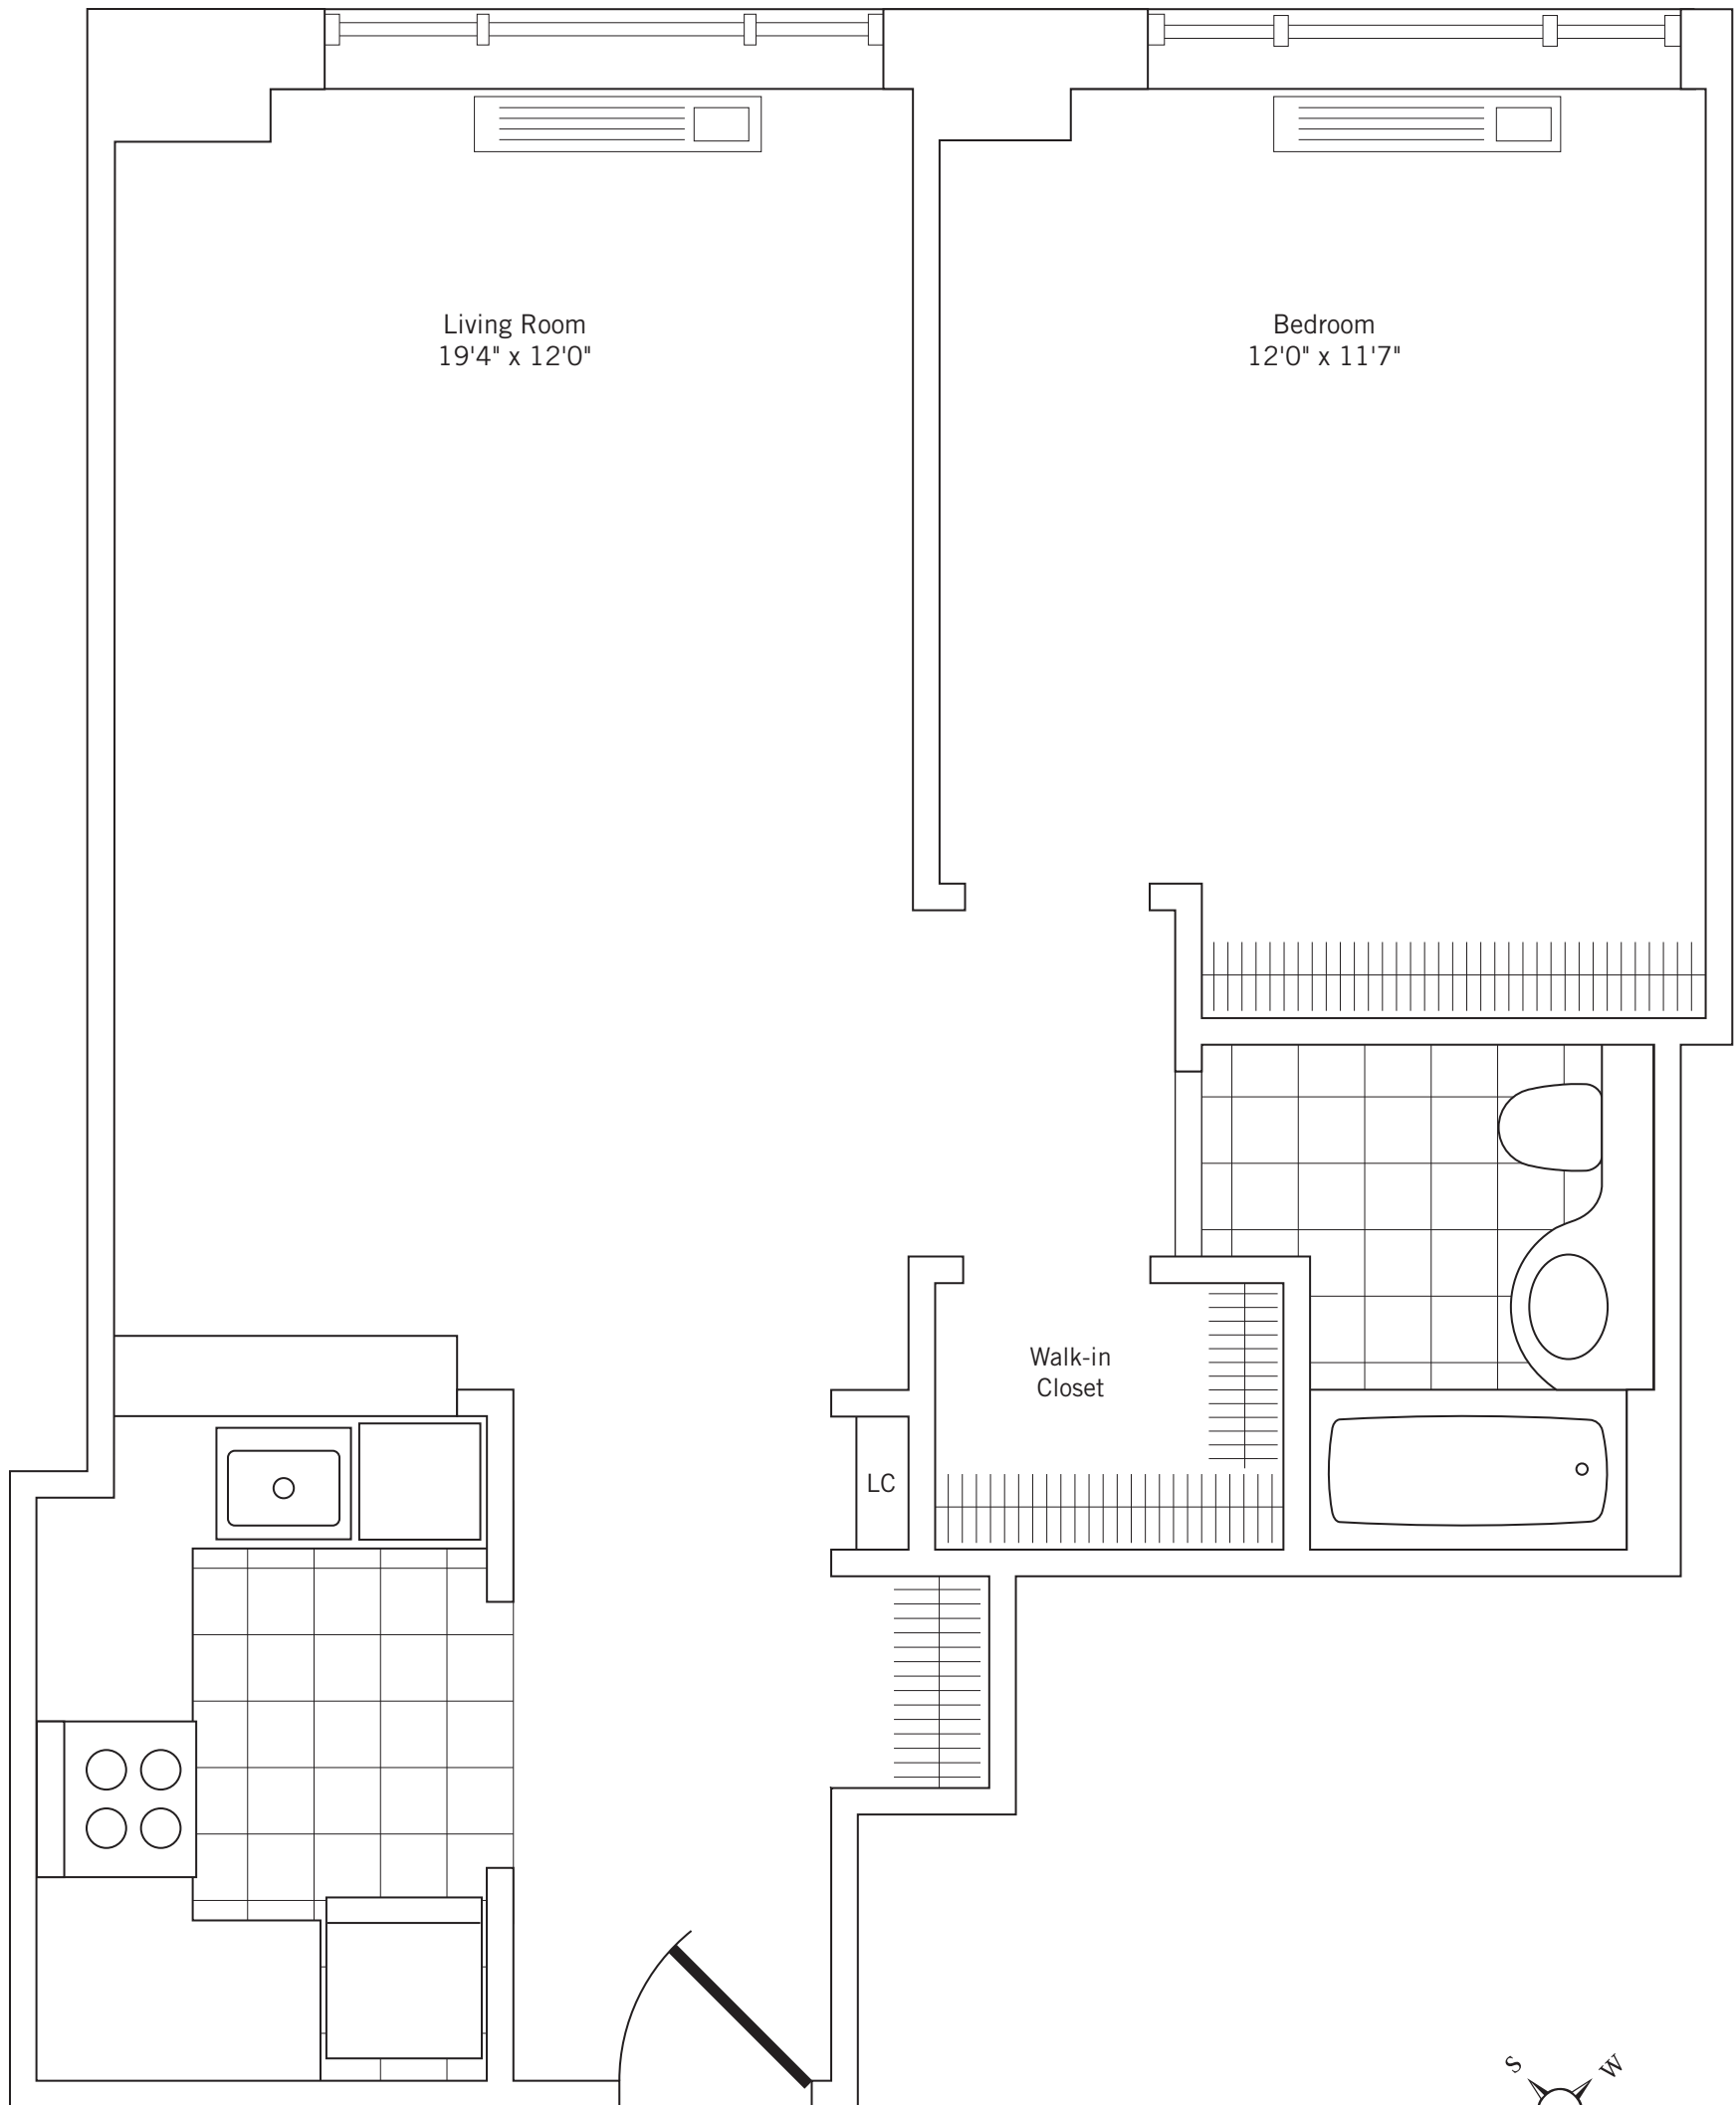 Living Room
19'4" x 12'0"
Bedroom
12'0" x 11'7"
Walk-in
Closet
LC
S
W